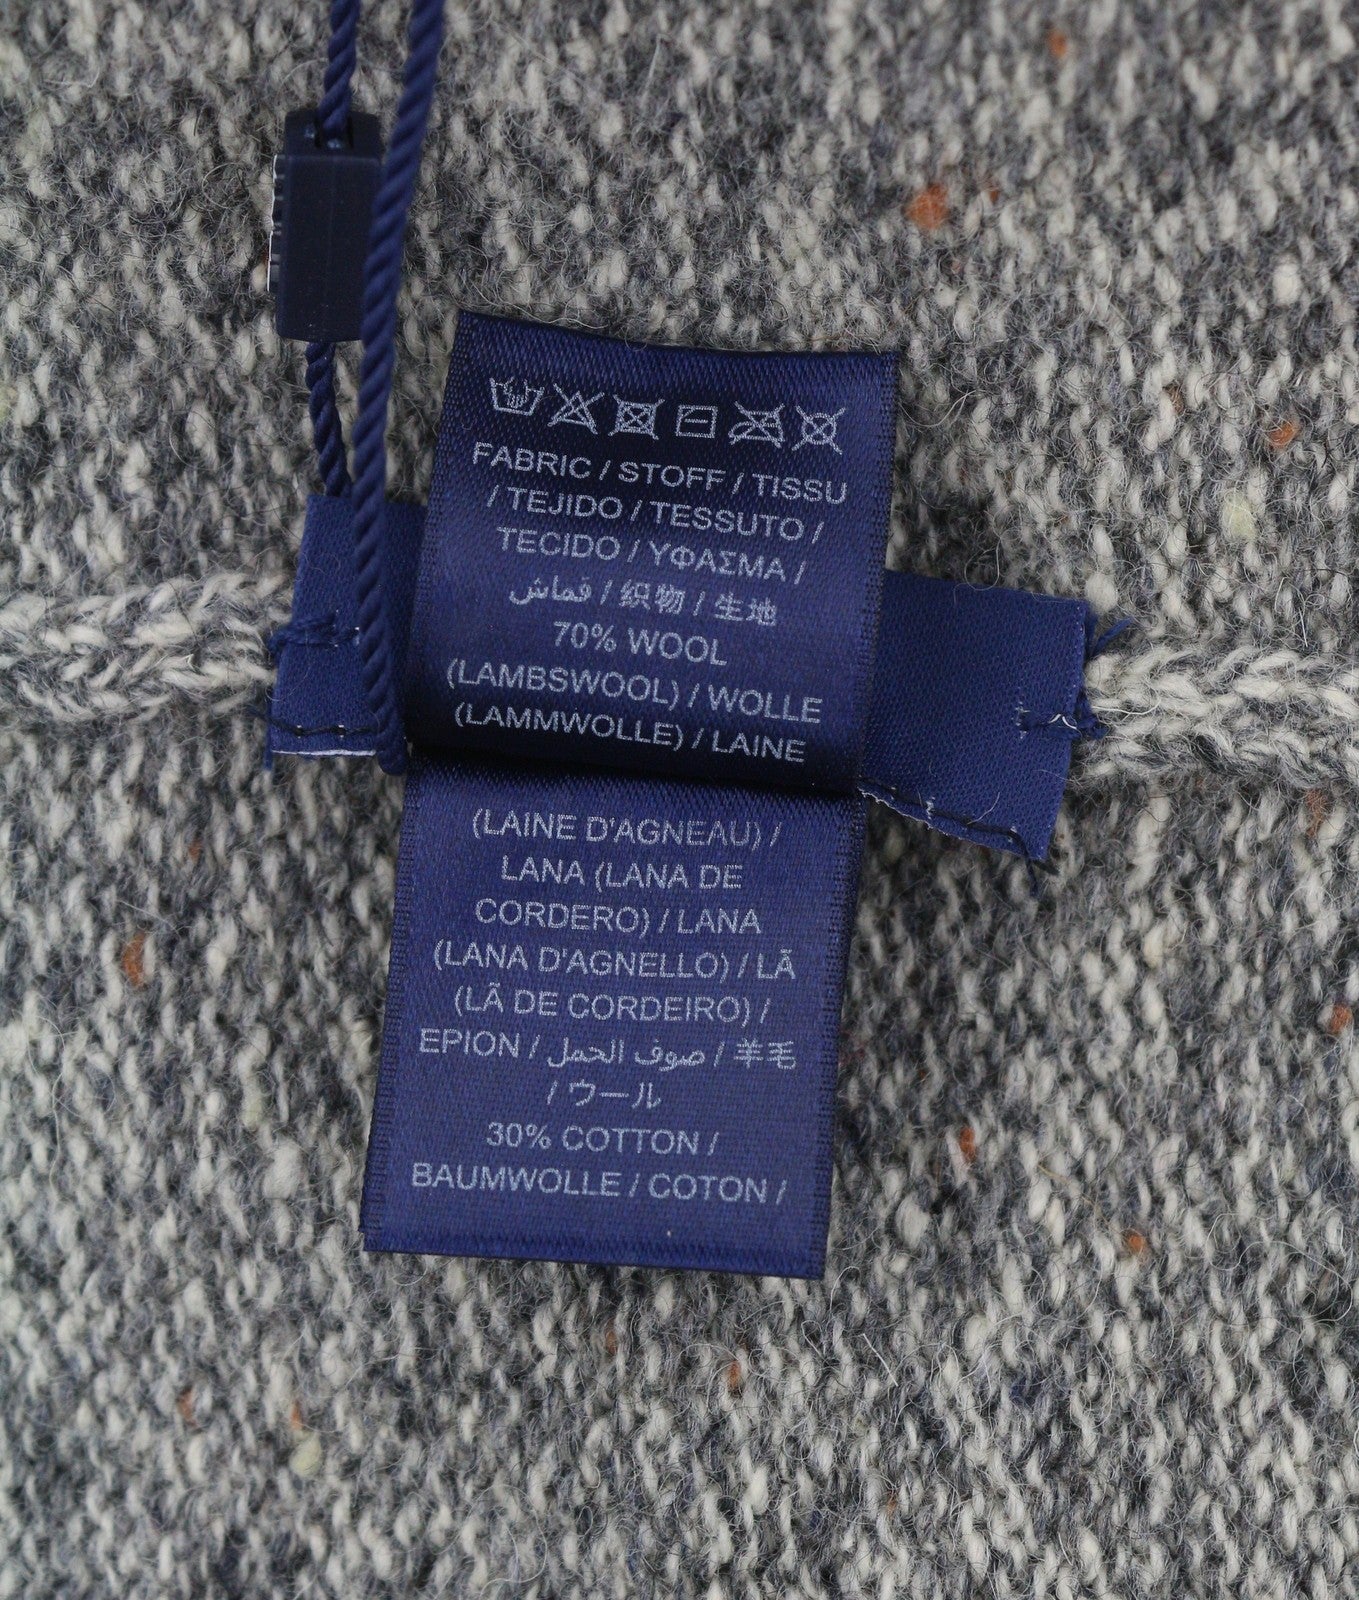 FABRIC / STOFF / TISSU
/ TEJIDO / TESSUTO /
TECIDO / ΥΦΑΣΜΑ /
قماش / 织物 / 生地
70% WOOL
(LAMBSWOOL) / WOLLE
(LAMMWOLLE) / LAINE
(LAINE D'AGNEAU) /
LANA (LANA DE
CORDERO) / LANA
(LANA D'AGNELLO) / LÃ
(LÃ DE CORDEIRO) /
EPION / صوف الحمل / 羊毛
/ ウール
30% COTTON /
BAUMWOLLE / COTON /